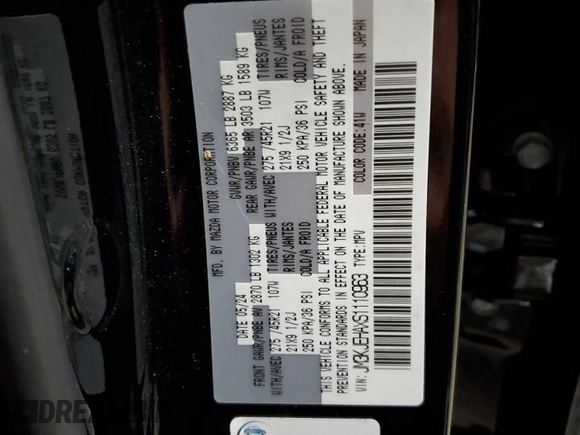 MFD. BY MAZDA MOTOR CORPORATION
DATE 05/24 GVWR/PNBV 6365 LB 2887 KG
FRONT GAWR/PNBE AV 2870 LB 1302 KG REAR GAWR/PNBE AR 3503 LB 1589 KG
WITH/AVEC 275 /45R21 107W TIRES/PNEUS WITH/AVEC 275 /45R21 107W TIRES/PNEUS
21X9 1/2J RIMS/JANTES 21X9 1/2J RIMS/JANTES
250 KPA/36 PSI COLD/A FROID 250 KPA/36 PSI COLD/A FROID
THIS VEHICLE CONFORMS TO ALL APPLICABLE FEDERAL MOTOR VEHICLE SAFETY AND THEFT
PREVENTION STANDARDS IN EFFECT ON THE DATE OF MANUFACTURE SHOWN ABOVE.
VIN: JM3KJEHAVS1110963 TYPE:MPV COLOR CODE:41W MADE IN JAPAN